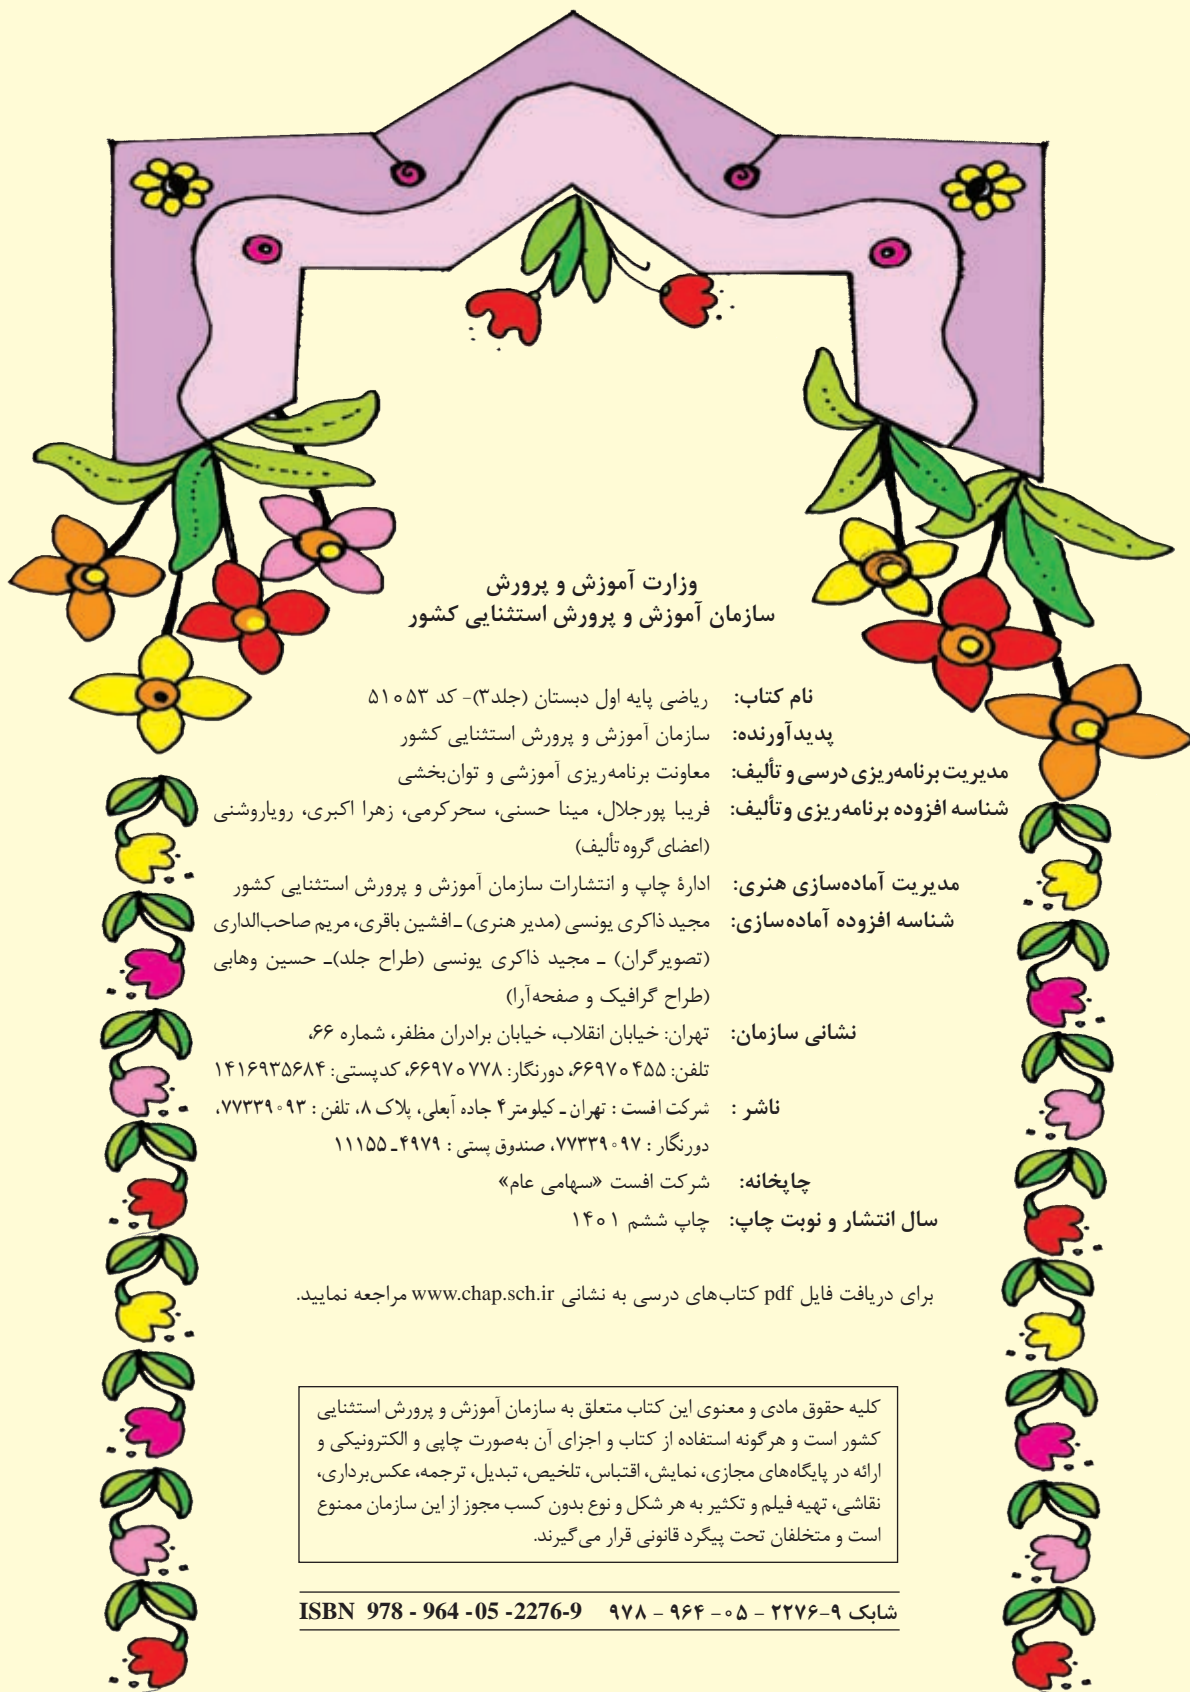 وزارت آموزش و پرورش
سازمان آموزش و پرورش استثنایی کشور
نام کتاب: ریاضی پایه اول دبستان (جلد۳)- کد ۵۱۰۵۳
پدیدآورنده: سازمان آموزش و پرورش استثنایی کشور
مدیریت برنامه‌ریزی درسی و تألیف: معاونت برنامه‌ریزی آموزشی و توان‌بخشی
شناسه افزوده برنامه‌ریزی وتألیف: فریبا پورجلال، مینا حسنی، سحرکرمی، زهرا اکبری، رویاروشنی
(اعضای گروه تألیف)
مدیریت آماده‌سازی هنری: ادارۀ چاپ و انتشارات سازمان آموزش و پرورش استثنایی کشور
شناسه افزوده آماده‌سازی: مجید ذاکری یونسی (مدیر هنری) ـ افشین باقری، مریم صاحب‌الداری
(تصویرگران) ـ مجید ذاکری یونسی (طراح جلد)ـ حسین وهابی
(طراح گرافیک و صفحه‌آرا)
نشانی سازمان: تهران: خیابان انقلاب، خیابان برادران مظفر، شماره ۶۶،
تلفن: ۶۶۹۷۰۴۵۵، دورنگار: ۶۶۹۷۰۷۷۸، کدپستی: ۱۴۱۶۹۳۵۶۸۴
ناشر : شرکت افست : تهران ـ کیلومتر ۴ جاده آبعلی، پلاک ۸، تلفن : ۷۷۳۳۹۰۹۳،
دورنگار : ۷۷۳۳۹۰۹۷، صندوق پستی : ۴۹۷۹ ـ ۱۱۱۵۵
چاپخانه: شرکت افست «سهامی عام»
سال انتشار و نوبت چاپ: چاپ ششم ۱۴۰۱
برای دریافت فایل pdf کتاب‌های درسی به نشانی www.chap.sch.ir مراجعه نمایید.
کلیه حقوق مادی و معنوی این کتاب متعلق به سازمان آموزش و پرورش استثنایی
کشور است و هرگونه استفاده از کتاب و اجزای آن به‌صورت چاپی و الکترونیکی و
ارائه در پایگاه‌های مجازی، نمایش، اقتباس، تلخیص، تبدیل، ترجمه، عکس‌برداری،
نقاشی، تهیه فیلم و تکثیر به هر شکل و نوع بدون کسب مجوز از این سازمان ممنوع
است و متخلفان تحت پیگرد قانونی قرار می‌گیرند.
شابک ۹-۲۲۷۶ - ۰۵ - ۹۶۴ - ۹۷۸ ISBN 978 - 964 -05 -2276-9